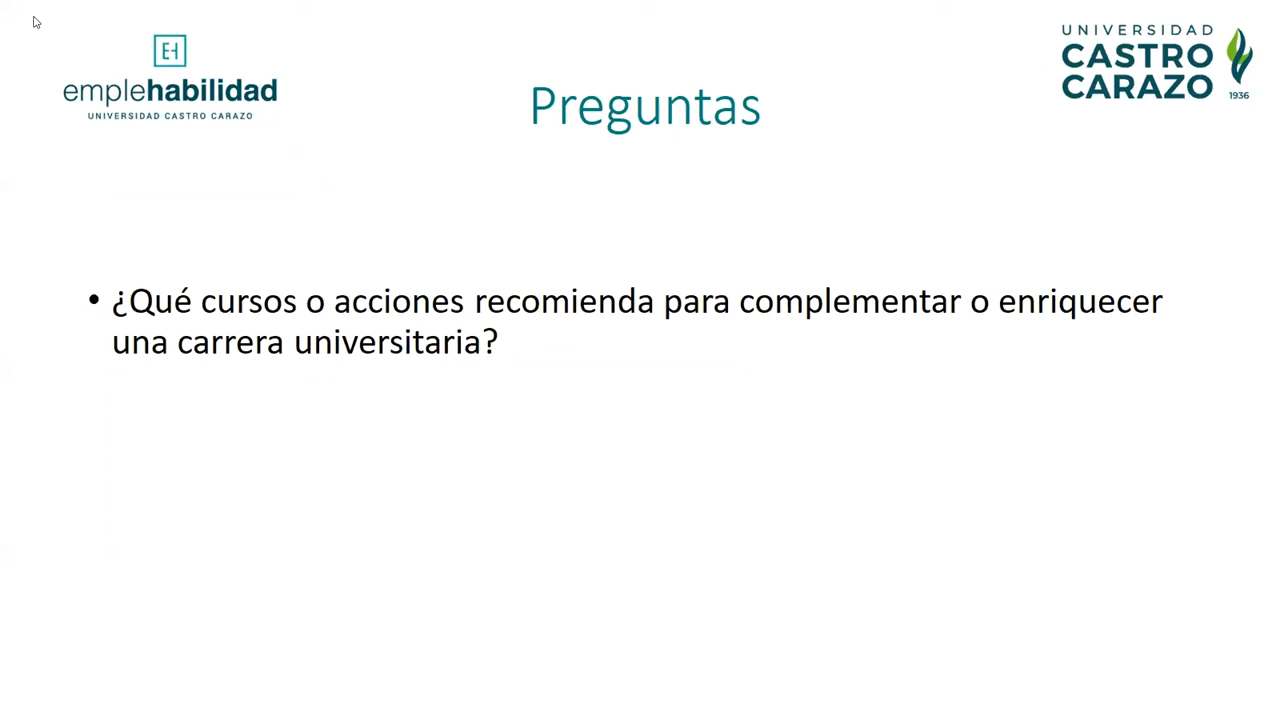 EH
emplehabilidad
UNIVERSIDAD CASTRO CARAZO
UNIVERSIDAD
CASTRO
CARAZO
1936
Preguntas
• ¿Qué cursos o acciones recomienda para complementar o enriquecer
una carrera universitaria?